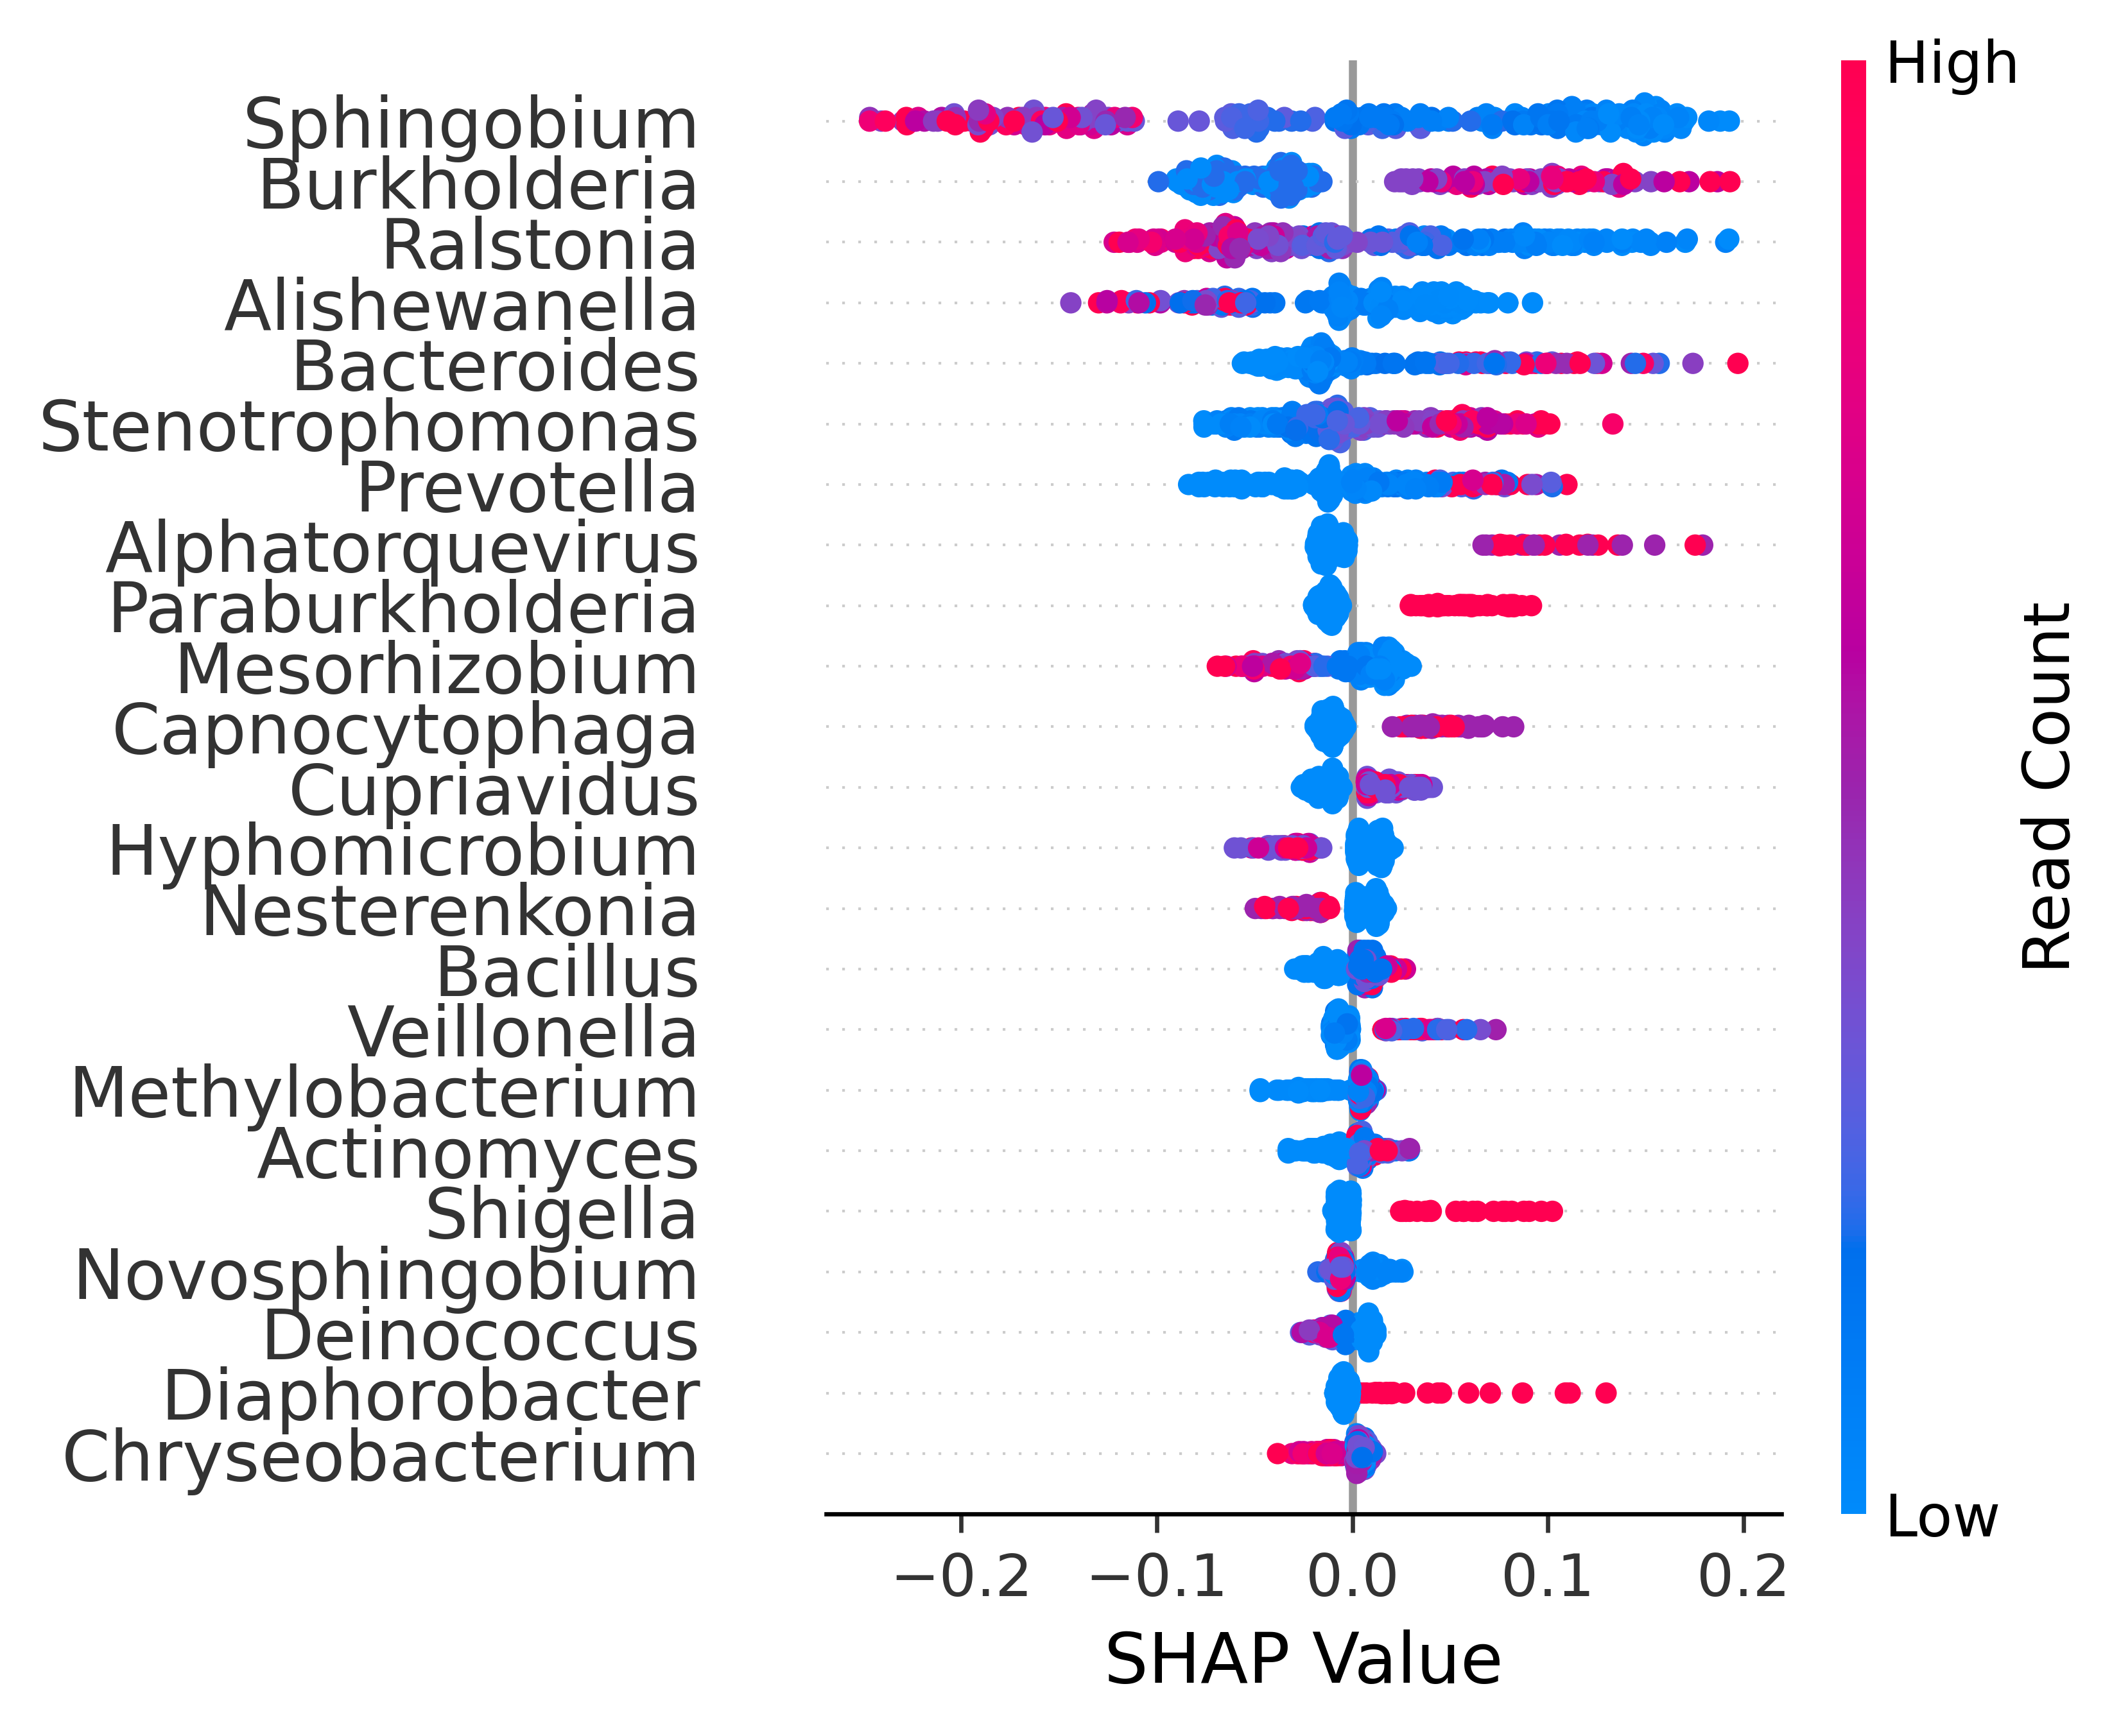 High
Sphingobium
Burkholderia
Ralstonia
Alishewanella
Bacteroides
Stenotrophomonas
Prevotella
Alphatorquevirus
Paraburkholderia
Mesorhizobium
Capnocytophaga
Cupriavidus
Hyphomicrobium
Nesterenkonia
Bacillus
Veillonella
Methylobacterium
Actinomyces
Shigella
Novosphingobium
Deinococcus
Diaphorobacter
Chryseobacterium
Read Count
Low
−0.2 −0.1 0.0 0.1 0.2
SHAP Value